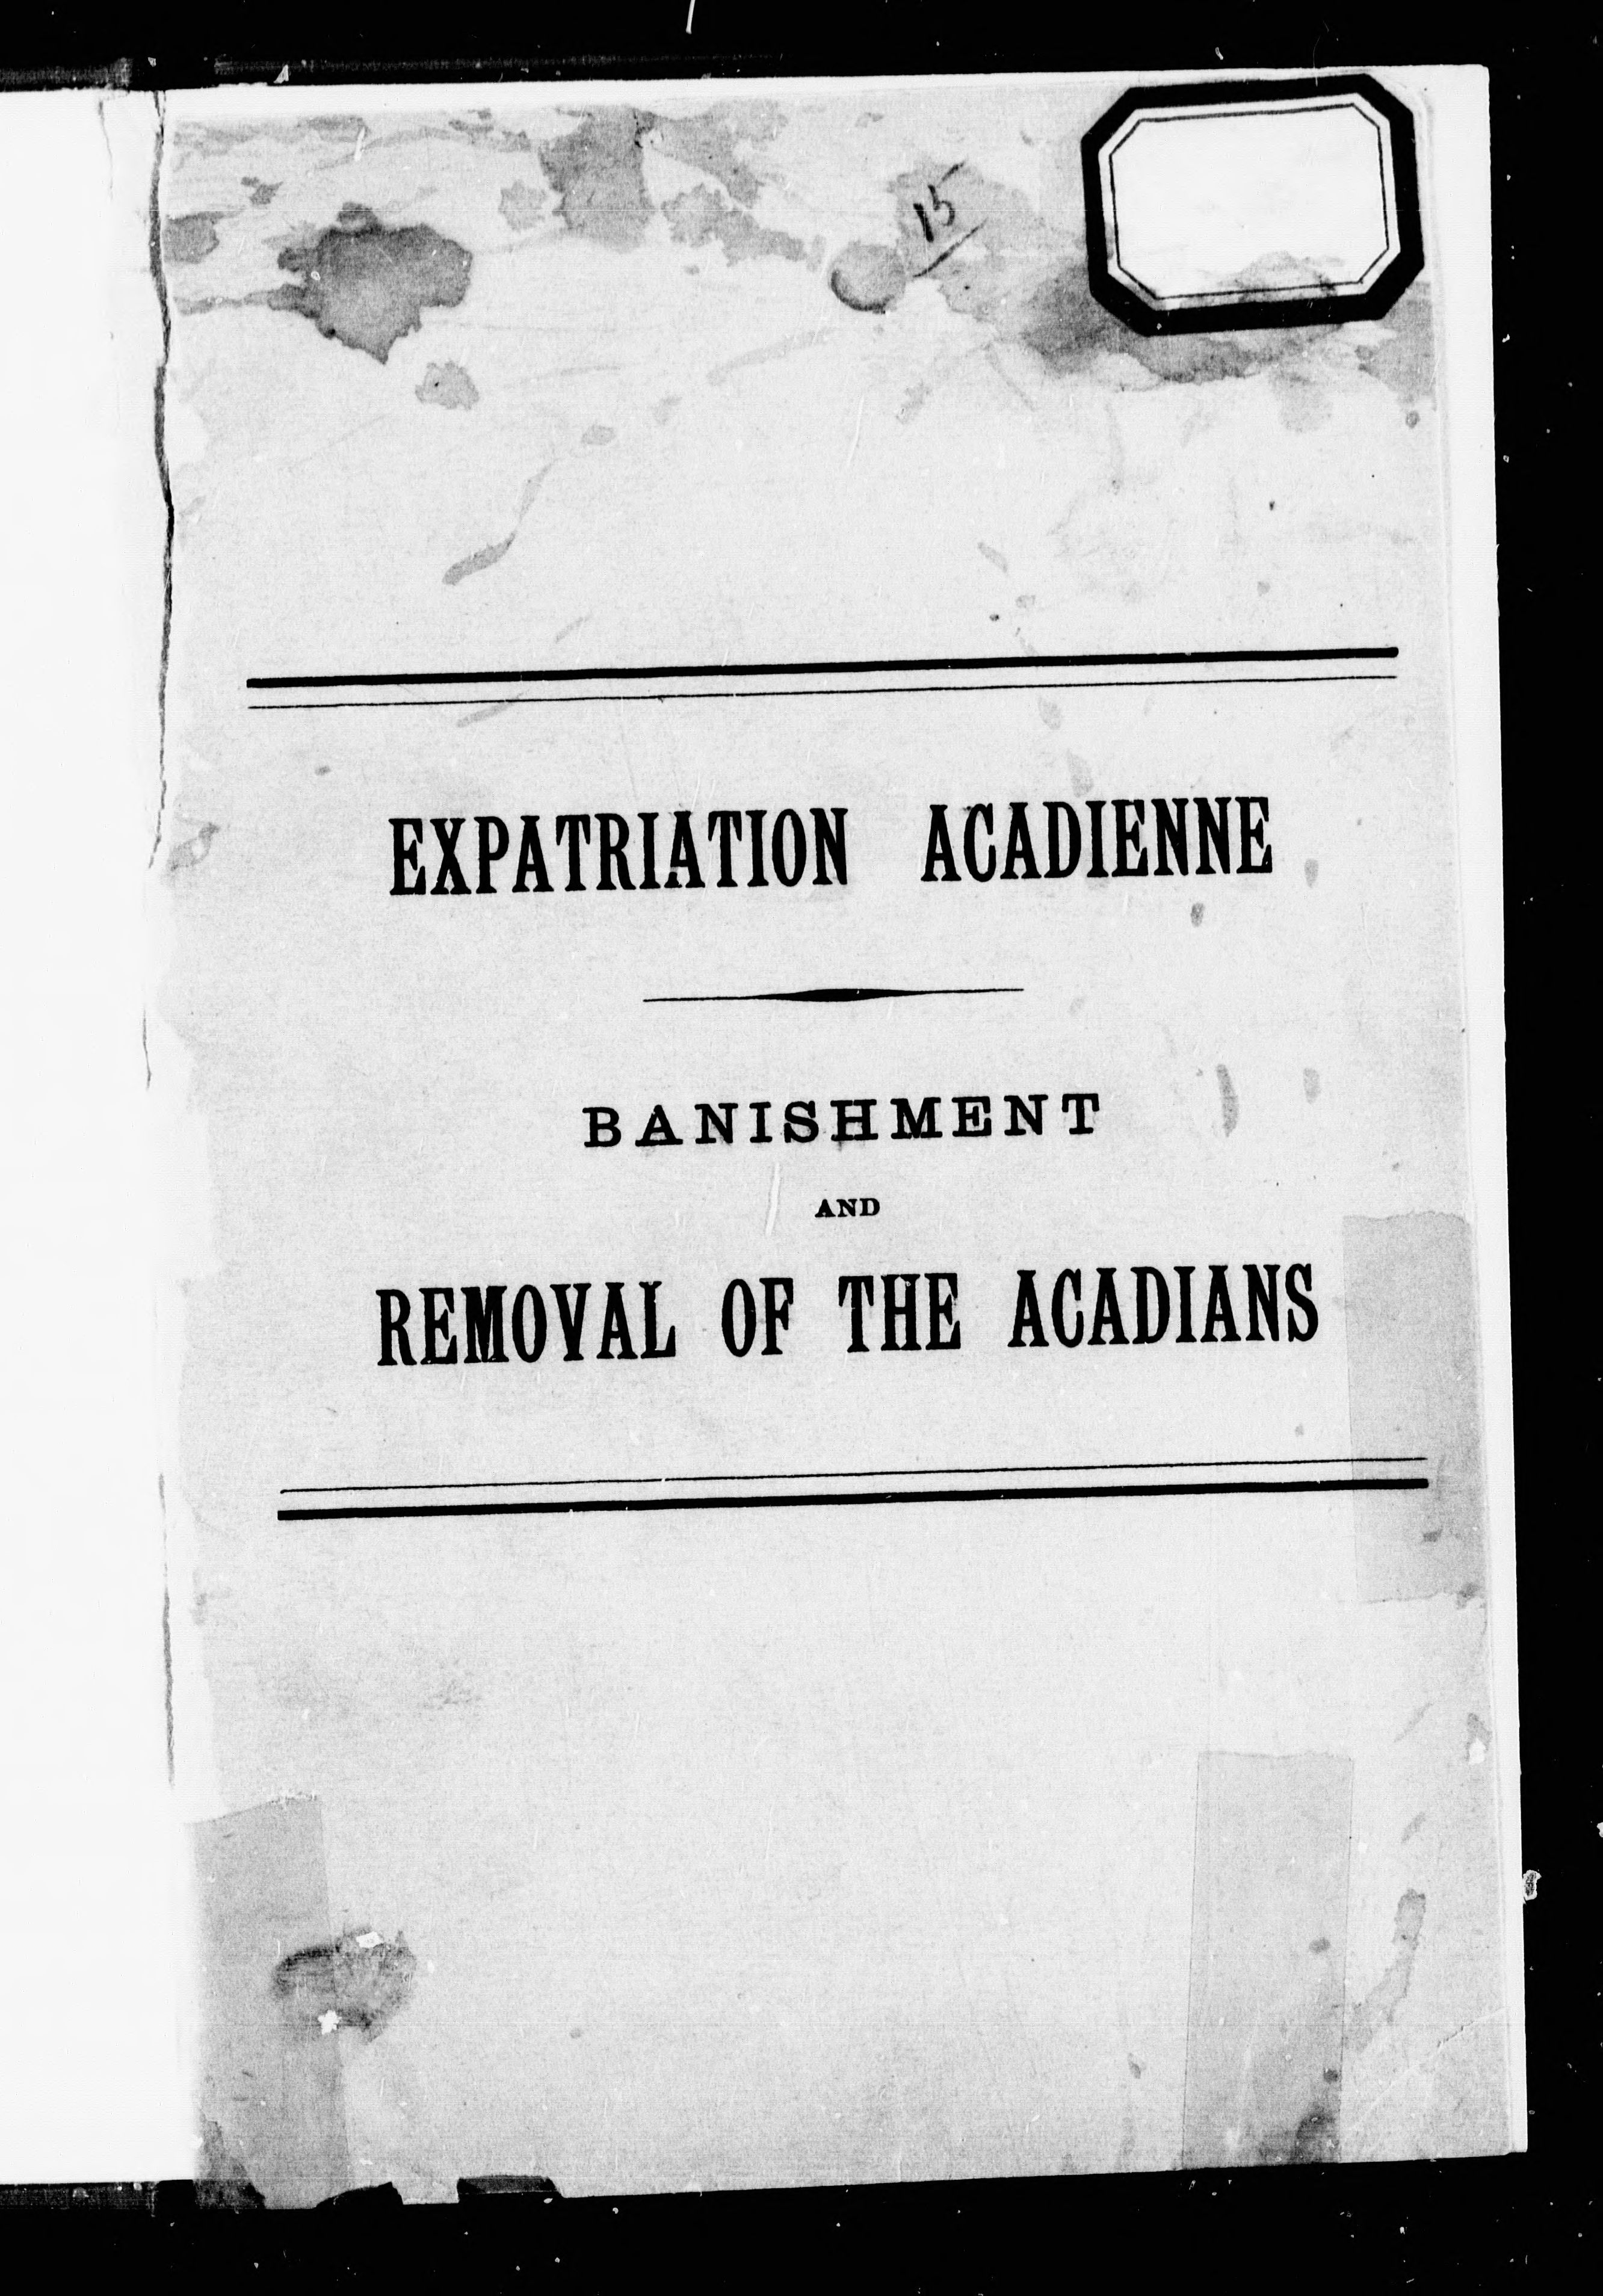 15
EXPATRIATION ACADIENNE
BANISHMENT
AND
REMOVAL OF THE ACADIANS